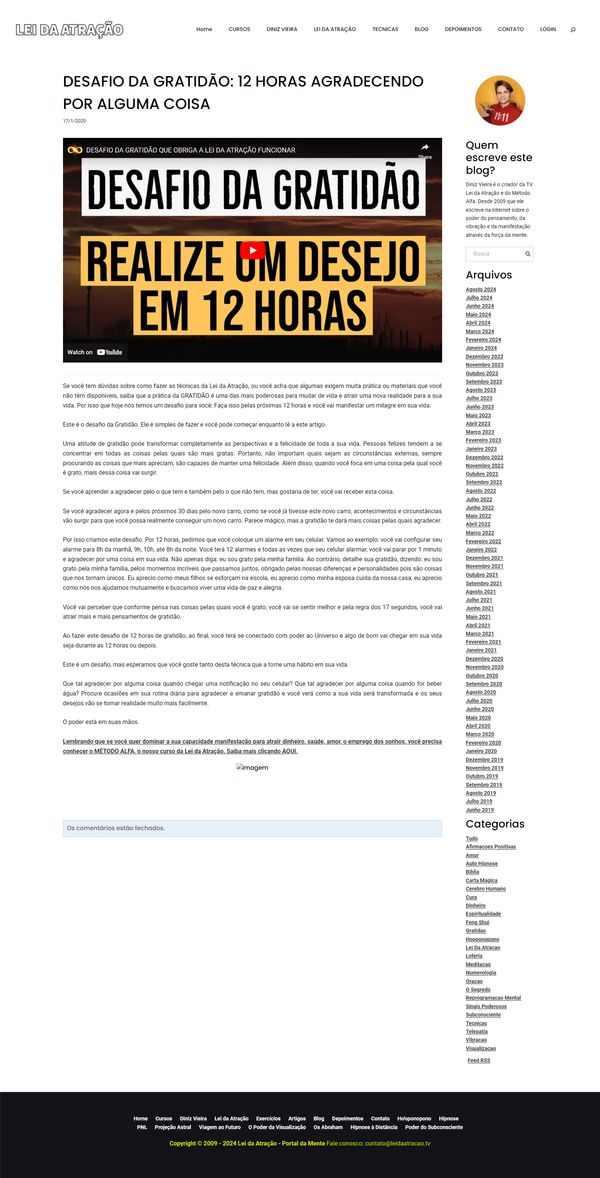 LEI DA ATRAÇÃO
Home CURSOS DINIZ VIEIRA LEI DA ATRAÇÃO TECNICAS BLOG DEPOIMENTOS CONTATO LOGIN
DESAFIO DA GRATIDÃO: 12 HORAS AGRADECENDO
POR ALGUMA COISA
17/1/2020
DESAFIO DA GRATIDÃO QUE OBRIGA A LEI DA ATRAÇÃO FUNCIONAR
Share
DESAFIO DA GRATIDÃO
REALIZE UM DESEJO
EM 12 HORAS
Watch on YouTube
Se você tem dúvidas sobre como fazer as técnicas da Lei da Atração, ou você acha que algumas exigem muita prática ou materiais que você
não têm disponíveis, saiba que a prática da GRATIDÃO é uma das mais poderosas para mudar de vida e atrair uma nova realidade para a sua
vida. Por isso que hoje nós temos um desafio para você: Faça isso pelas próximas 12 horas e você vai manifestar um milagre em sua vida.
Este é o desafio da Gratidão. Ele é simples de fazer e você pode começar enquanto lê a este artigo.
Uma atitude de gratidão pode transformar completamente as perspectivas e a felicidade de toda a sua vida. Pessoas felizes tendem a se
concentrar em todas as coisas pelas quais são mais gratas. Portanto, não importam quais sejam as circunstâncias externas, sempre
procurando as coisas que mais apreciam, são capazes de manter uma felicidade. Além disso, quando você foca em uma coisa pela qual você
é grato, mais dessa coisa vai surgir.
Se você aprender a agradecer pelo o que tem e também pelo o que não tem, mas gostaria de ter, você vai receber esta coisa.
Se você agradecer agora e pelos próximos 30 dias pelo novo carro, como se você já tivesse este novo carro, acontecimentos e circunstâncias
vão surgir para que você possa realmente conseguir um novo carro. Parece mágico, mas a gratidão te dará mais coisas pelas quais agradecer.
Por isso criamos este desafio. Por 12 horas, pedimos que você coloque um alarme em seu celular. Vamos ao exemplo: você vai configurar seu
alarme para 8h da manhã, 9h, 10h, até 8h da noite. Você terá 12 alarmes e todas as vezes que seu celular alarmar, você vai parar por 1 minuto
e agradecer por uma coisa em sua vida. Não apenas diga: eu sou grato pela minha família. Ao contrário, detalhe sua gratidão, dizendo: eu sou
grato pela minha família, pelos momentos incríveis que passamos juntos, obrigado pelas nossas diferenças e personalidades pois são coisas
que nos tornam únicos. Eu aprecio como meus filhos se esforçam na escola, eu aprecio como minha esposa cuida da nossa casa, eu aprecio
como nós nos ajudamos mutuamente e buscamos viver uma vida de paz e alegria.
Você vai perceber que conforme pensa nas coisas pelas quais você é grato, você vai se sentir melhor e pela regra dos 17 segundos, você vai
atrair mais e mais pensamentos de gratidão.
Ao fazer este desafio de 12 horas de gratidão, ao final, você terá se conectado com poder ao Universo e algo de bom vai chegar em sua vida
seja durante as 12 horas ou depois.
Este é um desafio, mas esperamos que você goste tanto desta técnica que a torne uma hábito em sua vida.
Que tal agradecer por alguma coisa quando chegar uma notificação no seu celular? Que tal agradecer por alguma coisa quando for beber
água? Procure ocasiões em sua rotina diária para agradecer e emanar gratidão e você verá como a sua vida será transformada e os seus
desejos vão se tornar realidade muito mais facilmente.
O poder está em suas mãos.
Lembrando que se você quer dominar a sua capacidade manifestação para atrair dinheiro, saúde, amor, o emprego dos sonhos, você precisa
conhecer o MÉTODO ALFA, o nosso curso da Lei da Atração. Saiba mais clicando AQUI.
Imagem
Os comentários estão fechados.
11:11
Quem
escreve este
blog?
Diniz Vieira é o criador da TV
Lei da Atração e do Método
Alfa. Desde 2009 que ele
escreve na Internet sobre o
poder do pensamento, da
vibração e da manifestação
através da força da mente.
Busca
Arquivos
Agosto 2024
Julho 2024
Junho 2024
Maio 2024
Abril 2024
Março 2024
Fevereiro 2024
Janeiro 2024
Dezembro 2023
Novembro 2023
Outubro 2023
Setembro 2023
Agosto 2023
Julho 2023
Junho 2023
Maio 2023
Abril 2023
Março 2023
Fevereiro 2023
Janeiro 2023
Dezembro 2022
Novembro 2022
Outubro 2022
Setembro 2022
Agosto 2022
Julho 2022
Junho 2022
Maio 2022
Abril 2022
Março 2022
Fevereiro 2022
Janeiro 2022
Dezembro 2021
Novembro 2021
Outubro 2021
Setembro 2021
Agosto 2021
Julho 2021
Junho 2021
Maio 2021
Abril 2021
Março 2021
Fevereiro 2021
Janeiro 2021
Dezembro 2020
Novembro 2020
Outubro 2020
Setembro 2020
Agosto 2020
Julho 2020
Junho 2020
Maio 2020
Abril 2020
Março 2020
Fevereiro 2020
Janeiro 2020
Dezembro 2019
Novembro 2019
Outubro 2019
Setembro 2019
Agosto 2019
Julho 2019
Junho 2019
Categorias
Tudo
Afirmacoes Positivas
Amor
Auto Hipnose
Biblia
Carta Magica
Cerebro Humano
Cura
Dinheiro
Espiritualidade
Feng Shui
Gratidao
Hooponopono
Lei Da Atracao
Loteria
Meditacao
Numerologia
Oracao
O Segredo
Reprogramacao Mental
Sinais Poderosos
Subconsciente
Tecnicas
Telepatia
Vibracao
Visualizacao
Feed RSS
Home Cursos Diniz Vieira Lei da Atração Exercícios Artigos Blog Depoimentos Contato Ho'oponopono Hipnose
PNL Projeção Astral Viagem ao Futuro O Poder da Visualização Os Abraham Hipnose à Distância Poder do Subconsciente
Copyright © 2009 - 2024 Lei da Atração - Portal da Mente Fale conosco: contato@leidaatracao.tv